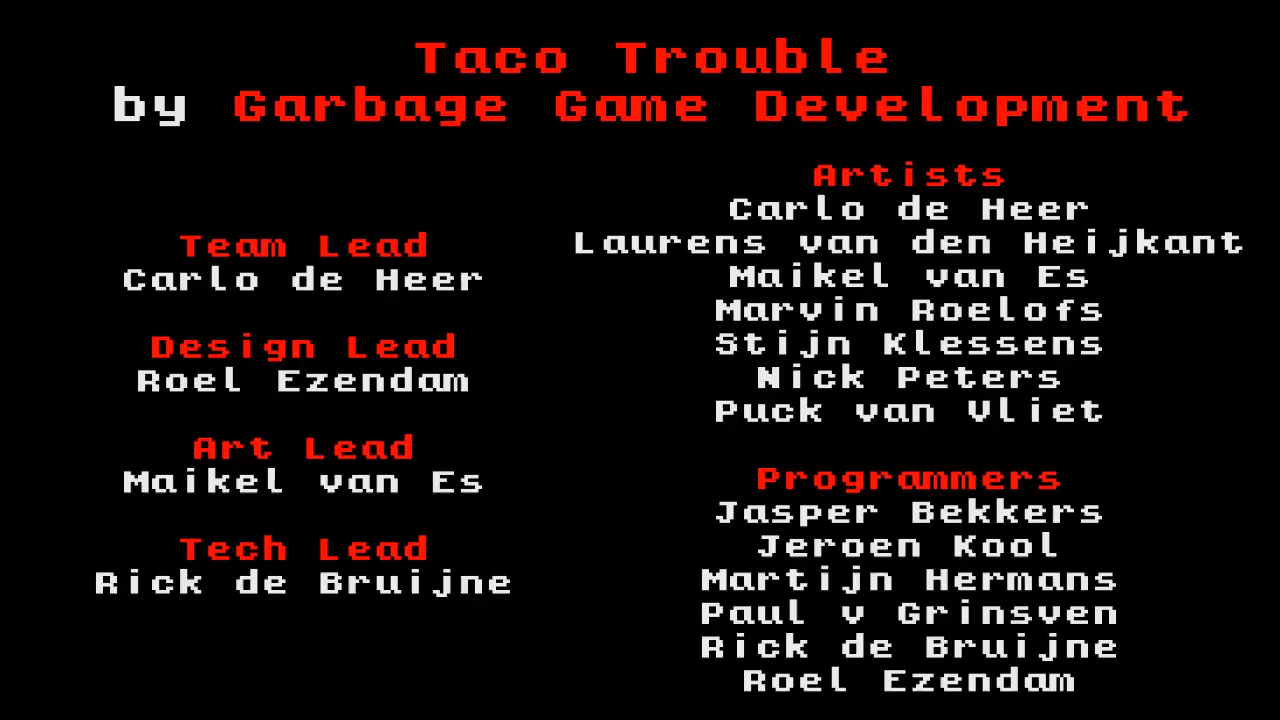 Taco Trouble
by Garbage Game Development
Team Lead
Carlo de Heer
Design Lead
Roel Ezendam
Art Lead
Maikel van Es
Tech Lead
Rick de Bruijne
Artists
Carlo de Heer
Laurens van den Heijkant
Maikel van Es
Marvin Roelofs
Stijn Klessens
Nick Peters
Puck van Vliet
Programmers
Jasper Bekkers
Jeroen Kool
Martijn Hermans
Paul v Grinsven
Rick de Bruijne
Roel Ezendam